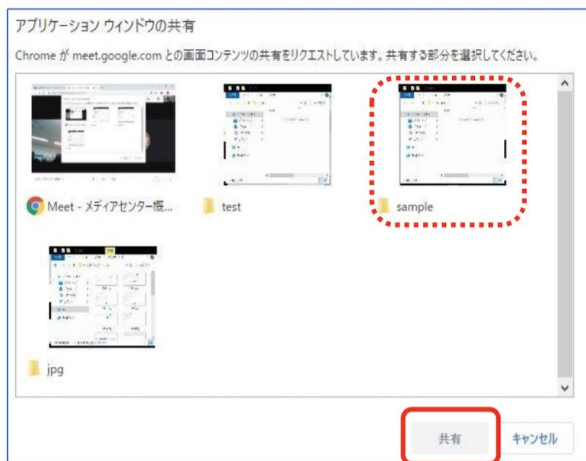 アプリケーション ウィンドウの共有
Chrome が meet.google.com との画面コンテンツの共有をリクエストしています。共有する部分を選択してください。
Meet - メディアセンター概...
test
sample
jpg
共有
キャンセル